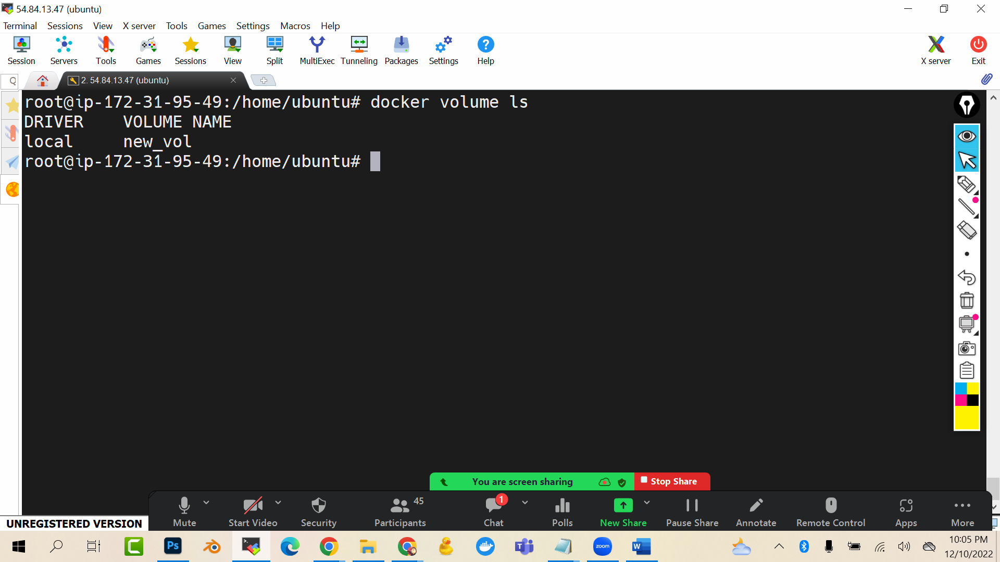 54.84.13.47 (ubuntu)
Terminal Sessions View X server Tools Games Settings Macros Help
Session Servers Tools Games Sessions View Split MultiExec Tunneling Packages Settings Help X server Exit
2. 54.84.13.47 (ubuntu)
root@ip-172-31-95-49:/home/ubuntu# docker volume ls
DRIVER VOLUME NAME
local new_vol
root@ip-172-31-95-49:/home/ubuntu#
You are screen sharing Stop Share
45
1
Mute Start Video Security Participants Chat Polls New Share Pause Share Annotate Remote Control Apps More
UNREGISTERED VERSION
Ps
zoom
W
10:05 PM
12/10/2022